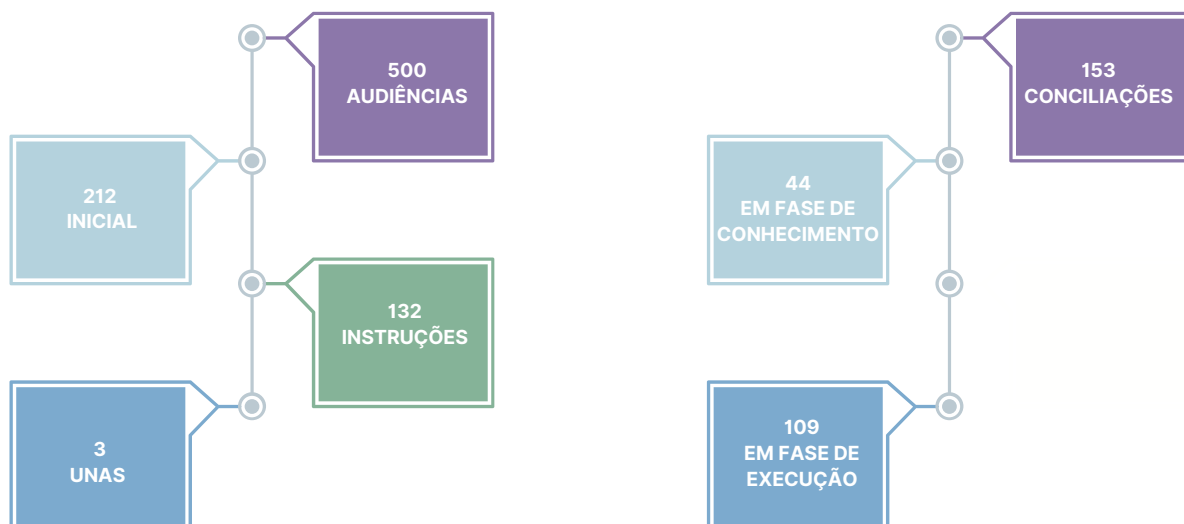 500
AUDIÊNCIAS
212
INICIAL
132
INSTRUÇÕES
3
UNAS
153
CONCILIAÇÕES
44
EM FASE DE
CONHECIMENTO
109
EM FASE DE
EXECUÇÃO